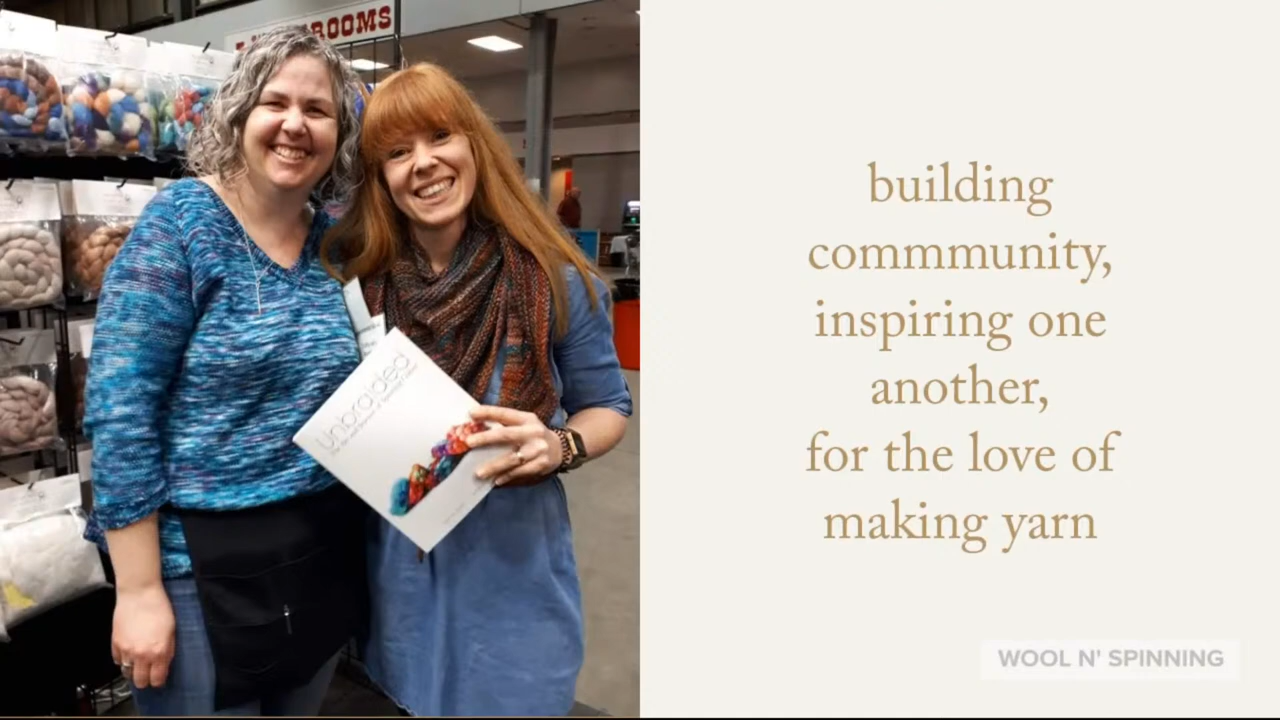 ROOMS
Unbraided
building
commmunity,
inspiring one
another,
for the love of
making yarn
WOOL N' SPINNING